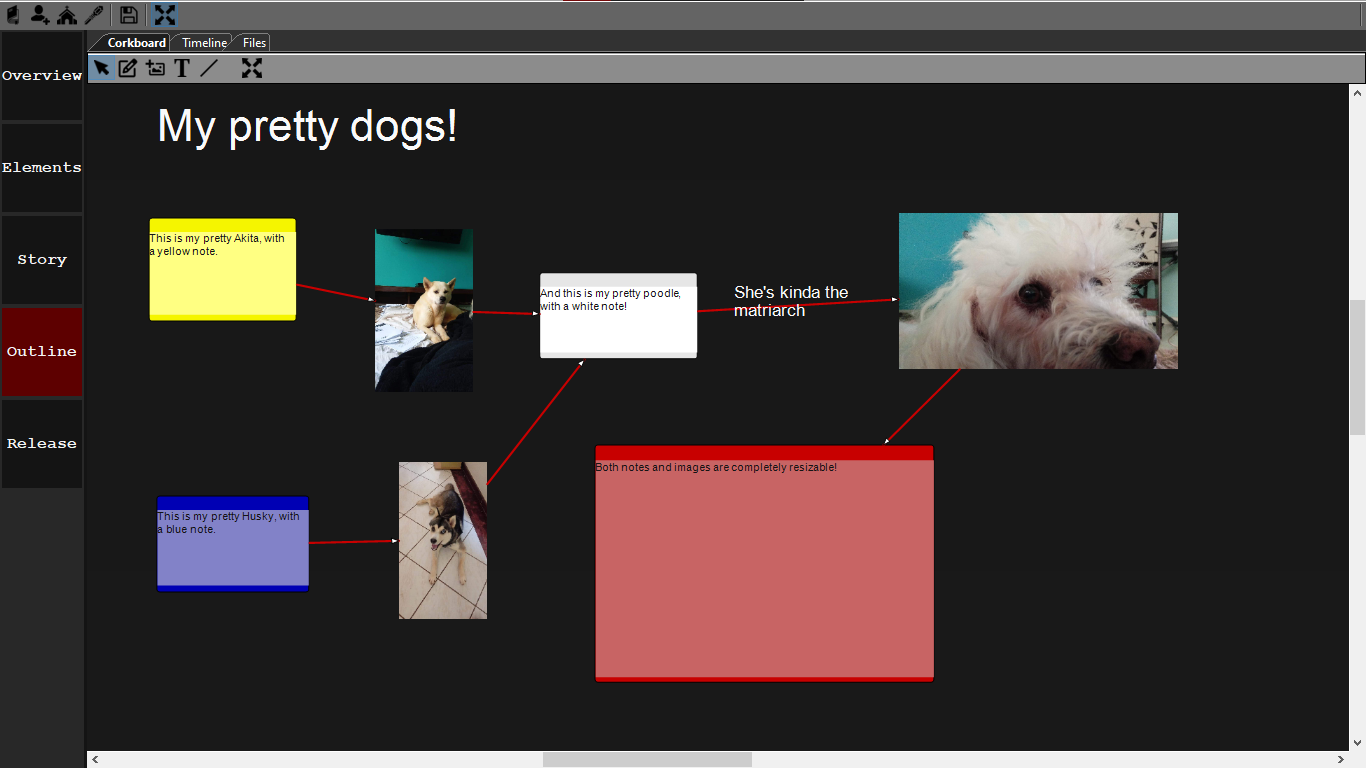 Corkboard Timeline Files
Overview
Elements
Story
Outline
Release
My pretty dogs!
This is my pretty Akita, with
a yellow note.
And this is my pretty poodle,
with a white note!
She's kinda the
matriarch
Both notes and images are completely resizable!
This is my pretty Husky, with
a blue note.